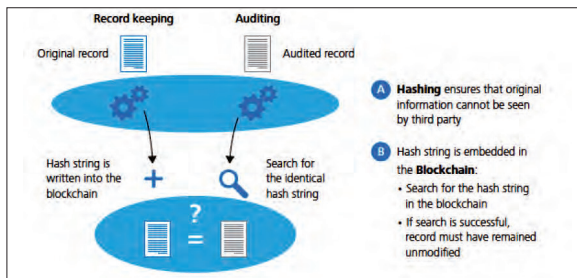 Record keeping
Auditing
Original record
Audited record
Hash string is
written into the
blockchain
+
Search for
the identical
hash string
?
=
A Hashing ensures that original
information cannot be seen
by third party
B Hash string is embedded in
the Blockchain:
• Search for the hash string
in the blockchain
• If search is successful,
record must have remained
unmodified